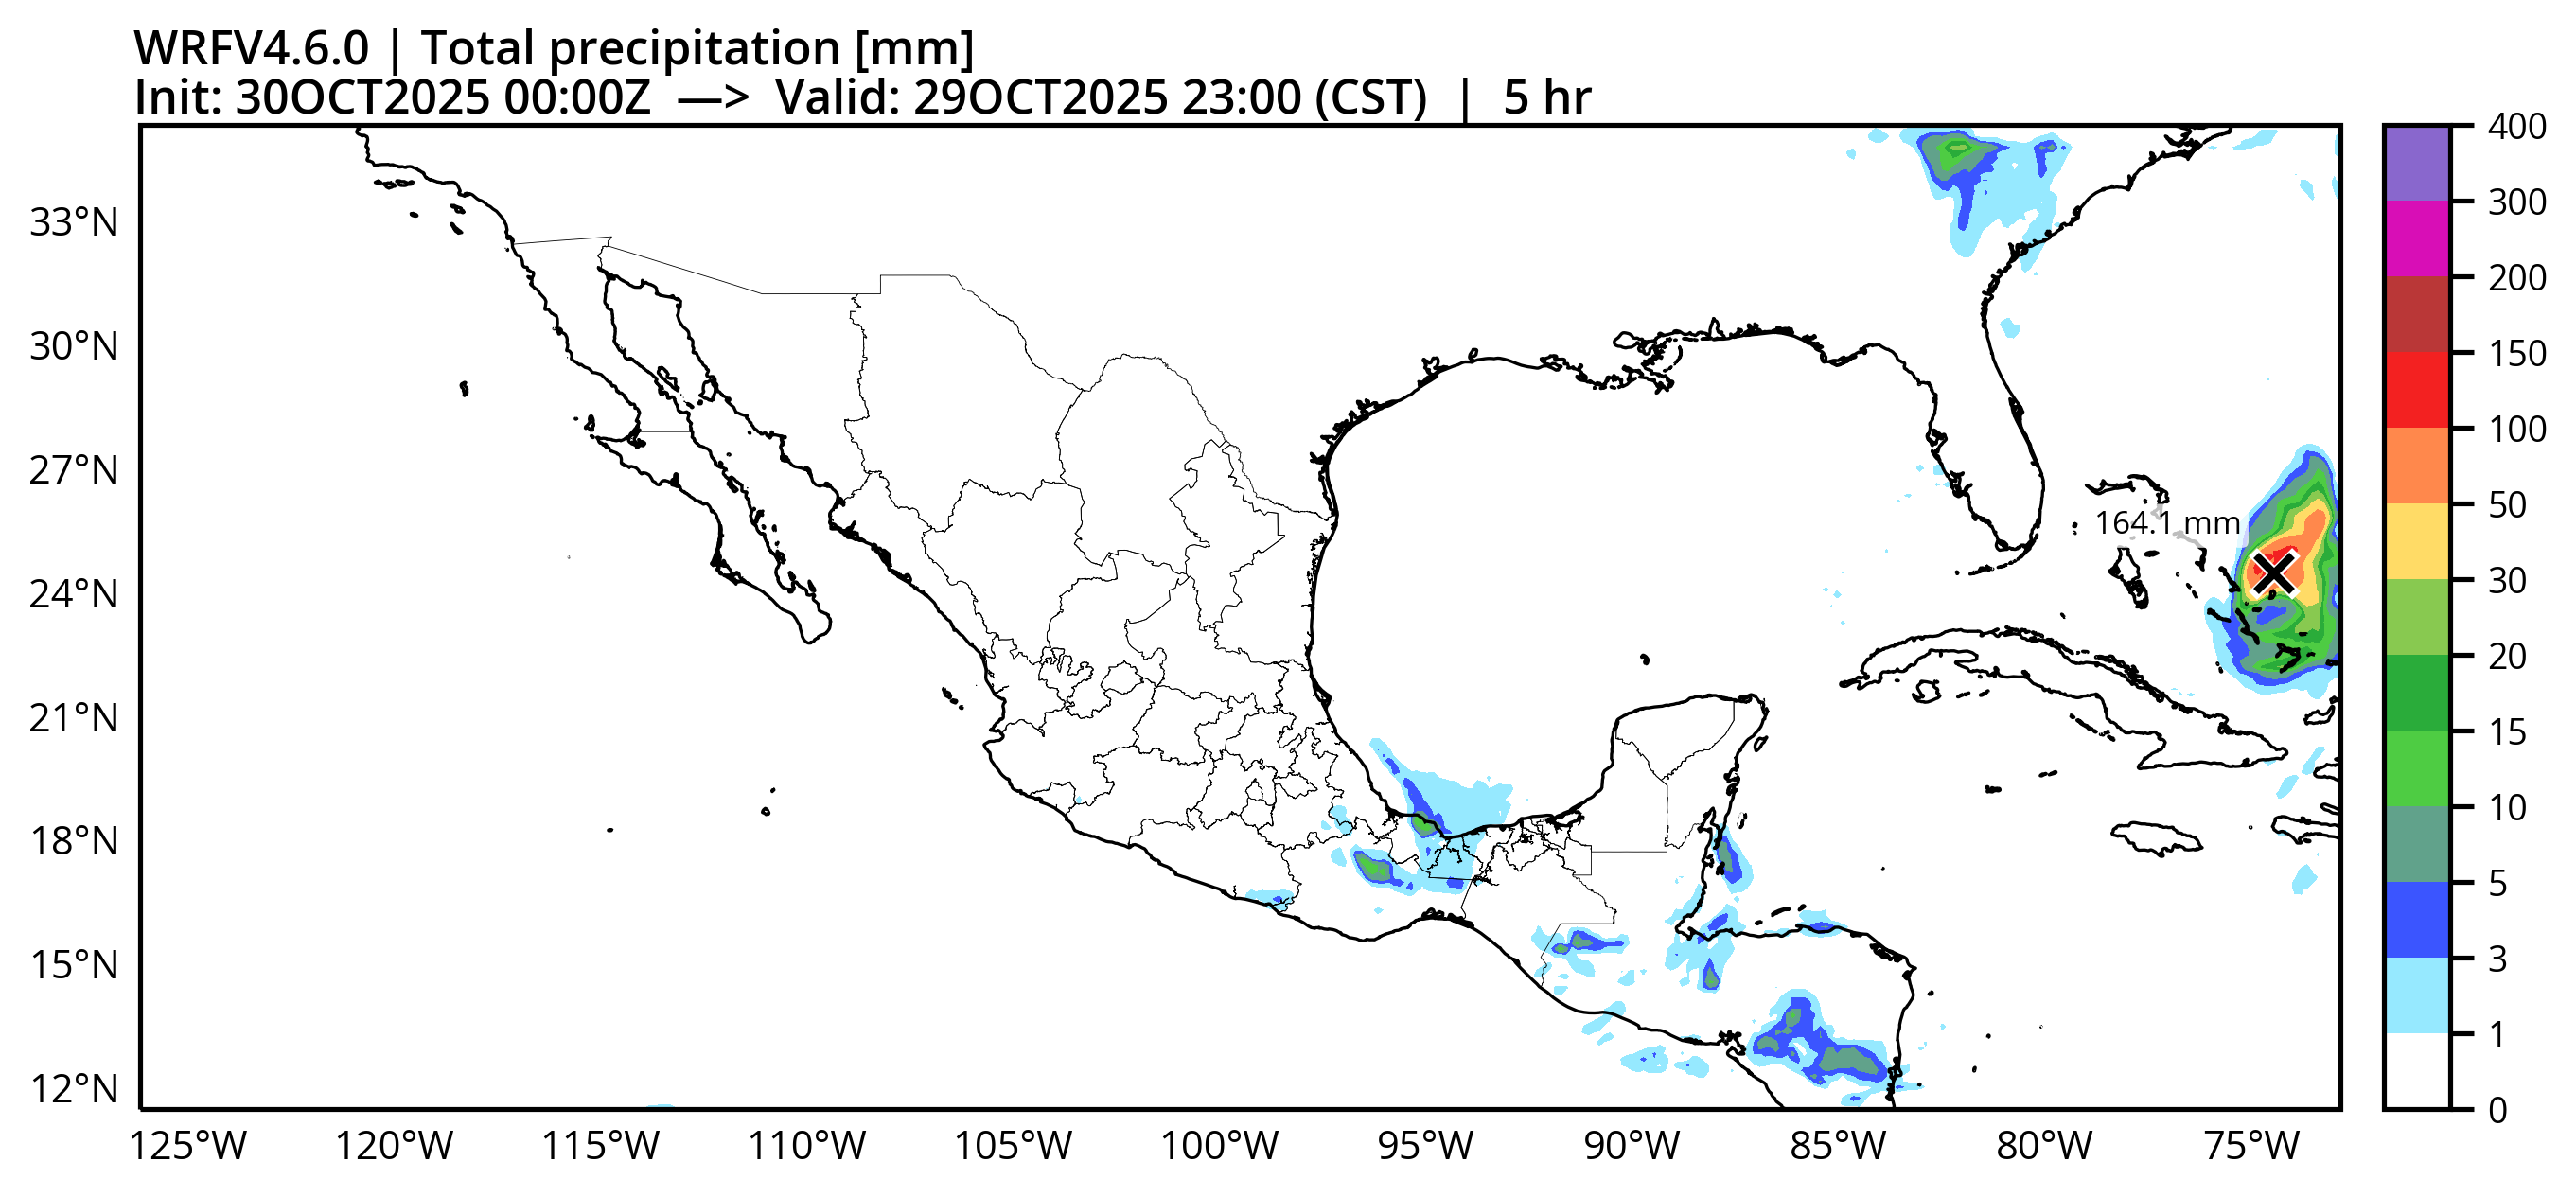 WRFV4.6.0 | Total precipitation [mm]
Init: 30OCT2025 00:00Z —> Valid: 29OCT2025 23:00 (CST) | 5 hr
33°N
30°N
27°N
24°N
21°N
18°N
15°N
12°N
164.1 mm
125°W 120°W 115°W 110°W 105°W 100°W 95°W 90°W 85°W 80°W 75°W
400
300
200
150
100
50
30
20
15
10
5
3
1
0